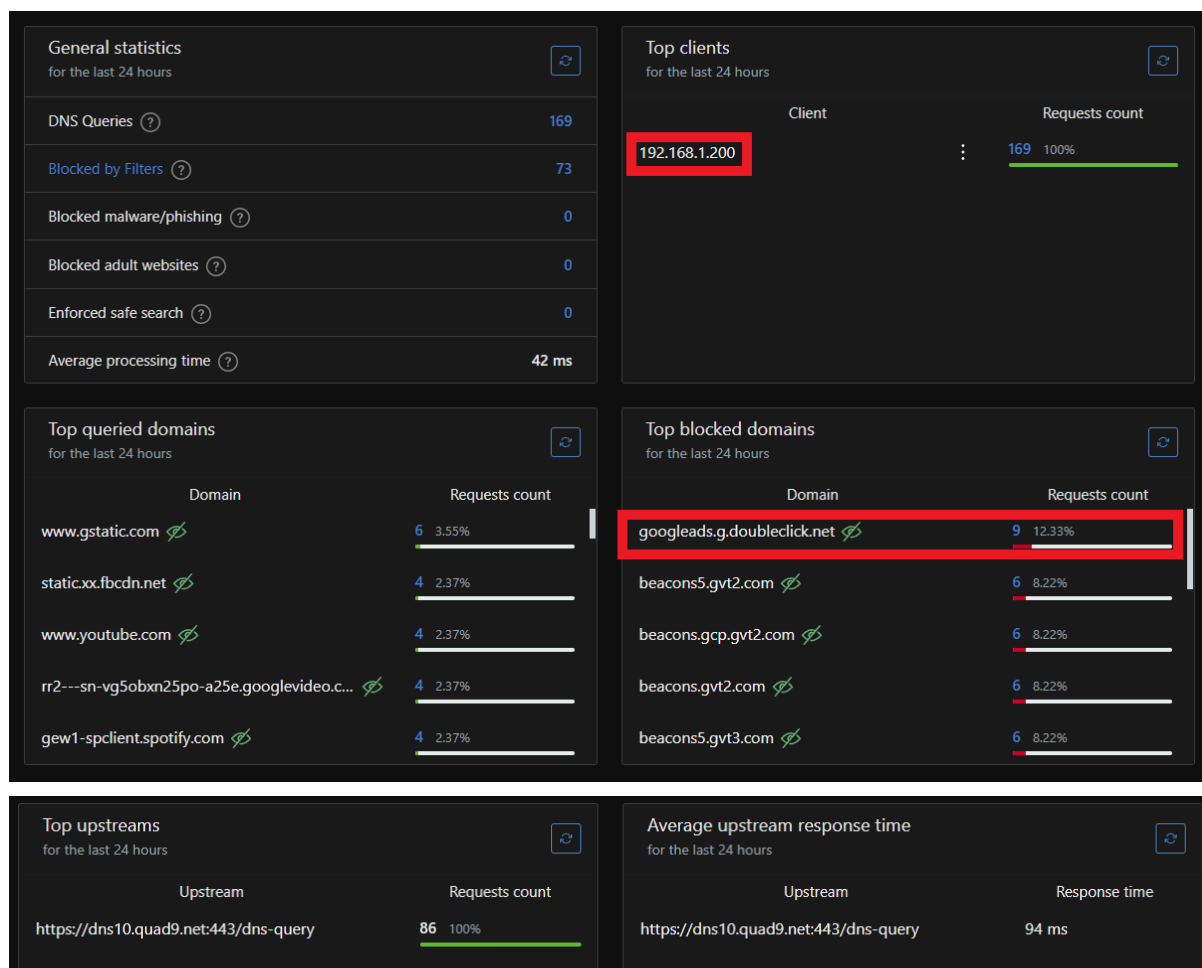 General statistics
for the last 24 hours
DNS Queries ?
169
Blocked by Filters ?
73
Blocked malware/phishing ?
0
Blocked adult websites ?
0
Enforced safe search ?
0
Average processing time ?
42 ms
Top clients
for the last 24 hours
Client Requests count
192.168.1.200 169 100%
Top queried domains
for the last 24 hours
Domain Requests count
www.gstatic.com 6 3.55%
static.xx.fbcdn.net 4 2.37%
www.youtube.com 4 2.37%
rr2---sn-vg5obxn25po-a25e.googlevideo.c... 4 2.37%
gew1-spclient.spotify.com 4 2.37%
Top blocked domains
for the last 24 hours
Domain Requests count
googleads.g.doubleclick.net 9 12.33%
beacons5.gvt2.com 6 8.22%
beacons.gcp.gvt2.com 6 8.22%
beacons.gvt2.com 6 8.22%
beacons5.gvt3.com 6 8.22%
Top upstreams
for the last 24 hours
Upstream Requests count
https://dns10.quad9.net:443/dns-query 86 100%
Average upstream response time
for the last 24 hours
Upstream Response time
https://dns10.quad9.net:443/dns-query 94 ms